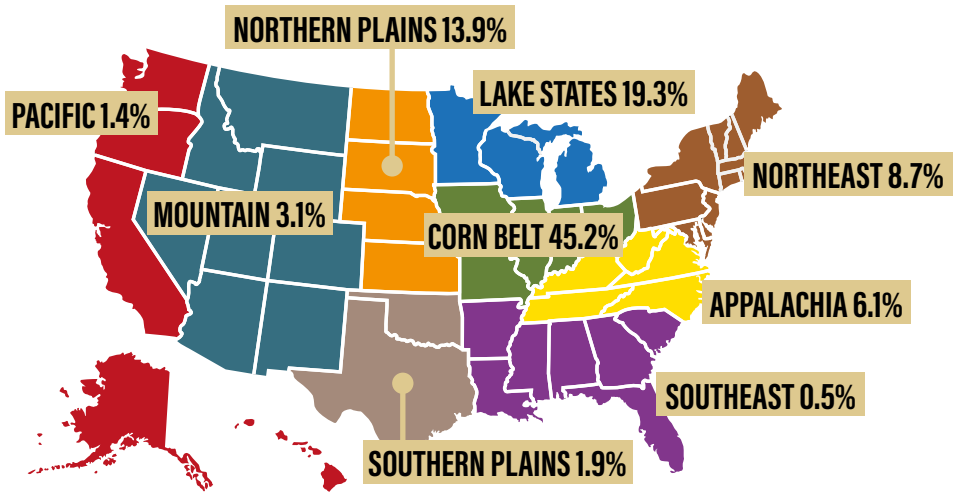 NORTHERN PLAINS 13.9%
LAKE STATES 19.3%
PACIFIC 1.4%
NORTHEAST 8.7%
MOUNTAIN 3.1%
CORN BELT 45.2%
APPALACHIA 6.1%
SOUTHEAST 0.5%
SOUTHERN PLAINS 1.9%